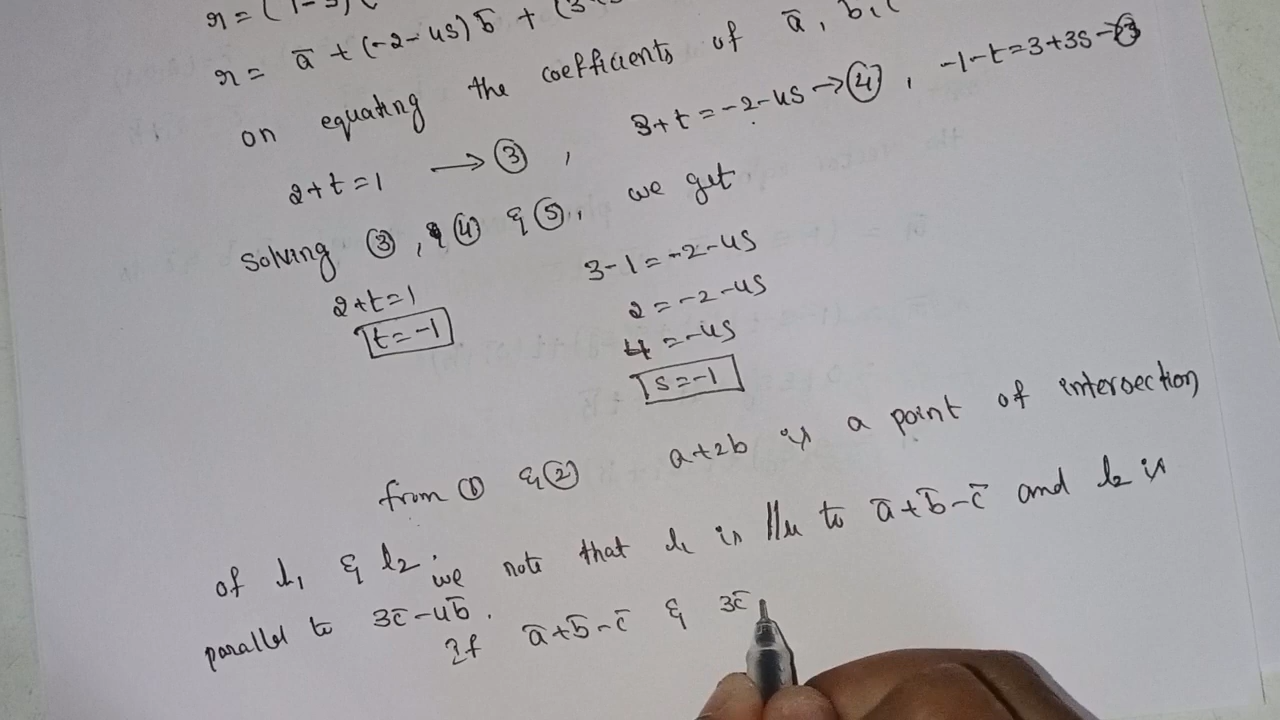 r = (1-s)(
r = a̅ + (-2-4s) b̅ + (3
on equating the coefficients of a̅, b̅, c
2+t=1 → ③ , 3+t=-2-4s → ④ , -1-t=3+3s →
Solving ③, ④ & ⑤, we get
2+t=1 3-1=-2-4s
t=-1 2=-2-4s
4=-4s
s=-1
from ① & ② a+2b is a point of intersection
of l₁ & l₂. we note that l₁ is ||ll to a̅+b̅-c̅ and l₂ is
parallel to 3c̅-4b̅.
If a̅+b̅-c̅ & 3c̅